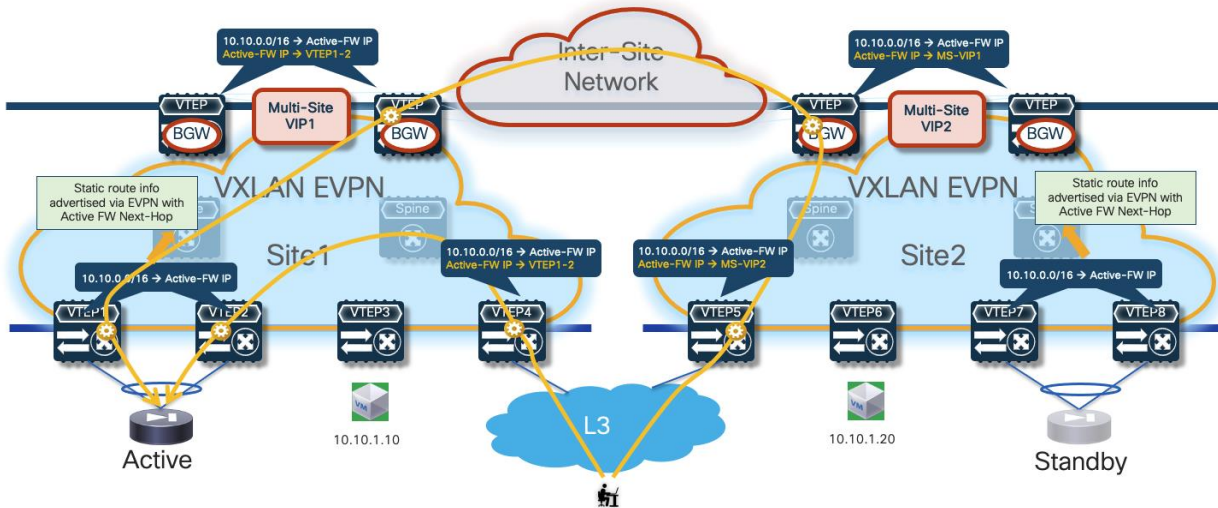 10.10.0.0/16 → Active-FW IP
Active-FW IP → VTEP1-2
Inter-Site
Network
10.10.0.0/16 → Active-FW IP
Active-FW IP → MS-VIP1
VTEP
BGW
Multi-Site
VIP1
VTEP
BGW
VTEP
BGW
Multi-Site
VIP2
VTEP
BGW
Static route info
advertised via EVPN with
Active FW Next-Hop
VXLAN EVPN
Spine
VXLAN EVPN
Spine
Static route info
advertised via EVPN with
Active FW Next-Hop
Site1
Site2
10.10.0.0/16 → Active-FW IP
10.10.0.0/16 → Active-FW IP
Active-FW IP → VTEP1-2
10.10.0.0/16 → Active-FW IP
Active-FW IP → MS-VIP2
10.10.0.0/16 → Active-FW IP
VTEP1
VTEP2
VTEP3
VTEP4
VTEP5
VTEP6
VTEP7
VTEP8
VM
10.10.1.10
L3
VM
10.10.1.20
Active
Standby